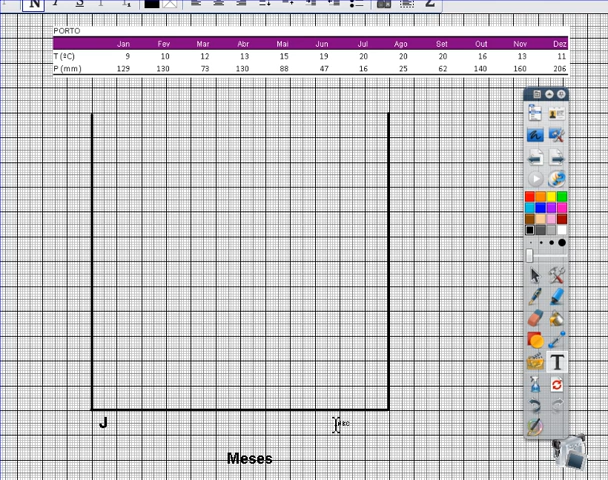 N I S
PORTO
Jan Fev Mar Abr Mai Jun Jul Ago Set Out Nov Dez
T (ºC) 9 10 12 13 15 19 20 20 20 16 13 11
P (mm) 129 130 73 130 88 47 16 25 62 140 160 206
T
J
Meses